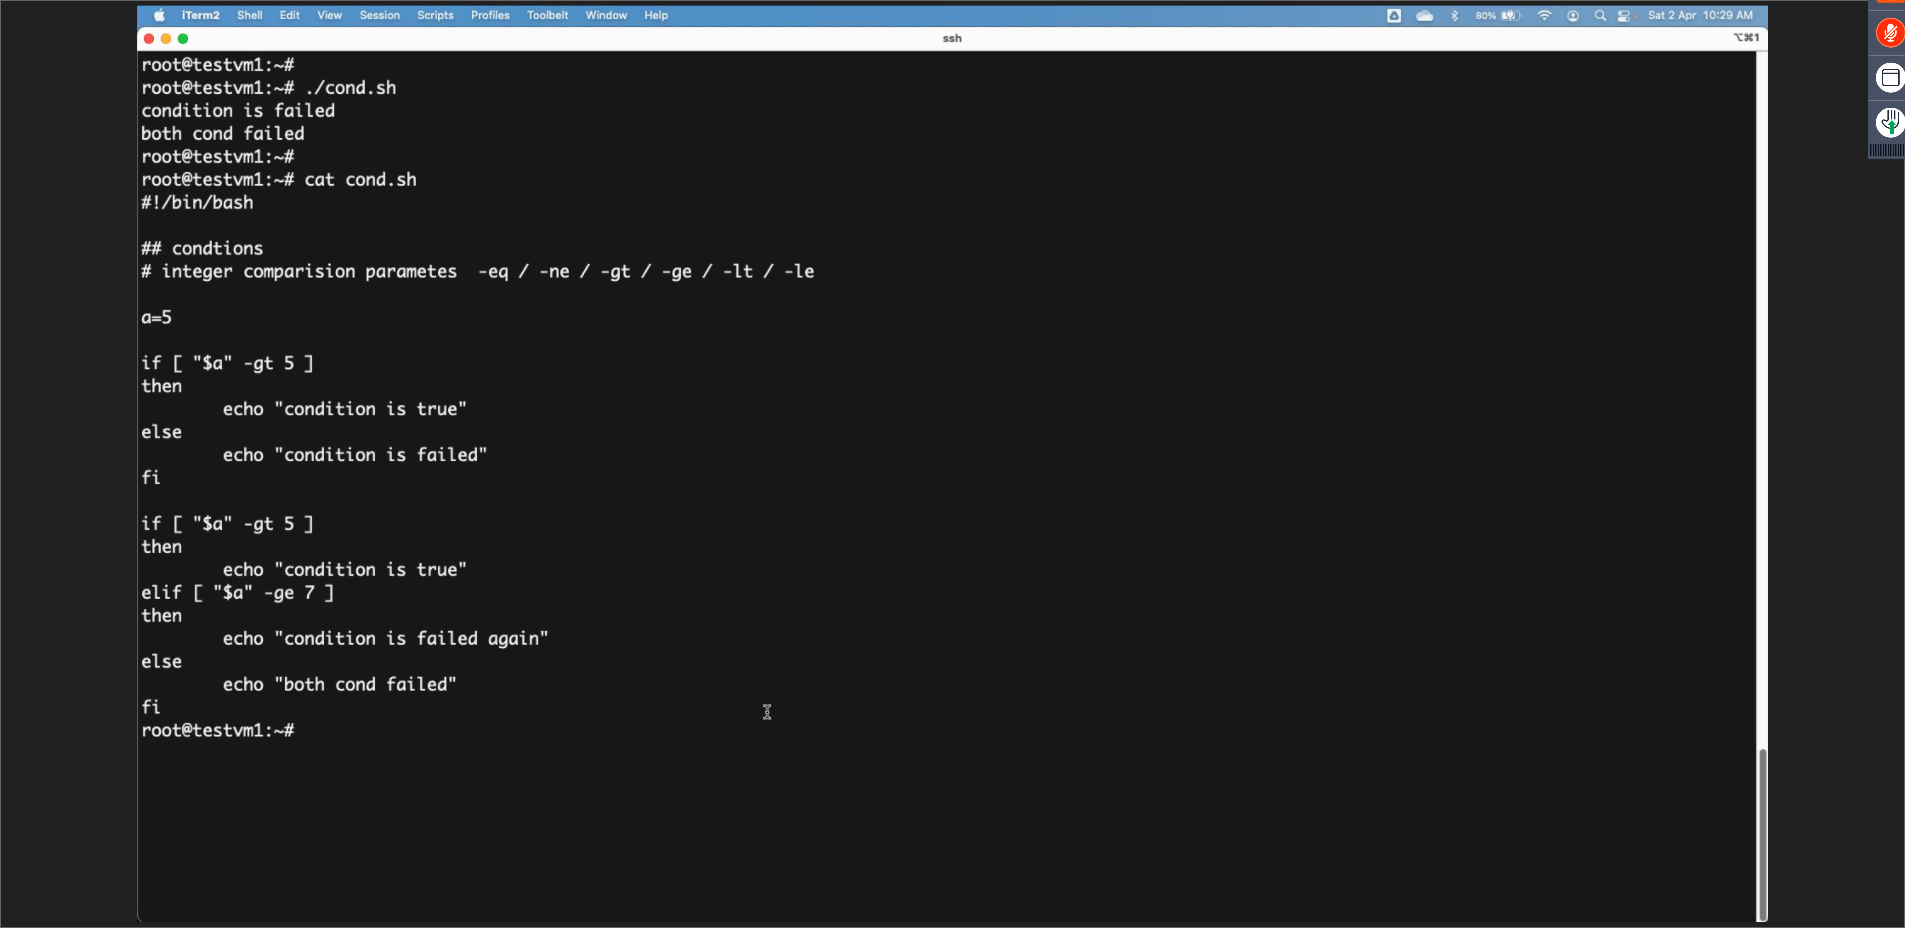 iTerm2 Shell Edit View Session Scripts Profiles Toolbelt Window Help 80% Sat 2 Apr 10:29 AM
ssh ⌥⌘1
root@testvm1:~#
root@testvm1:~# ./cond.sh
condition is failed
both cond failed
root@testvm1:~#
root@testvm1:~# cat cond.sh
#!/bin/bash
## condtions
# integer comparision parametes  -eq / -ne / -gt / -ge / -lt / -le
a=5
if [ "$a" -gt 5 ]
then
        echo "condition is true"
else
        echo "condition is failed"
fi
if [ "$a" -gt 5 ]
then
        echo "condition is true"
elif [ "$a" -ge 7 ]
then
        echo "condition is failed again"
else
        echo "both cond failed"
fi
root@testvm1:~#